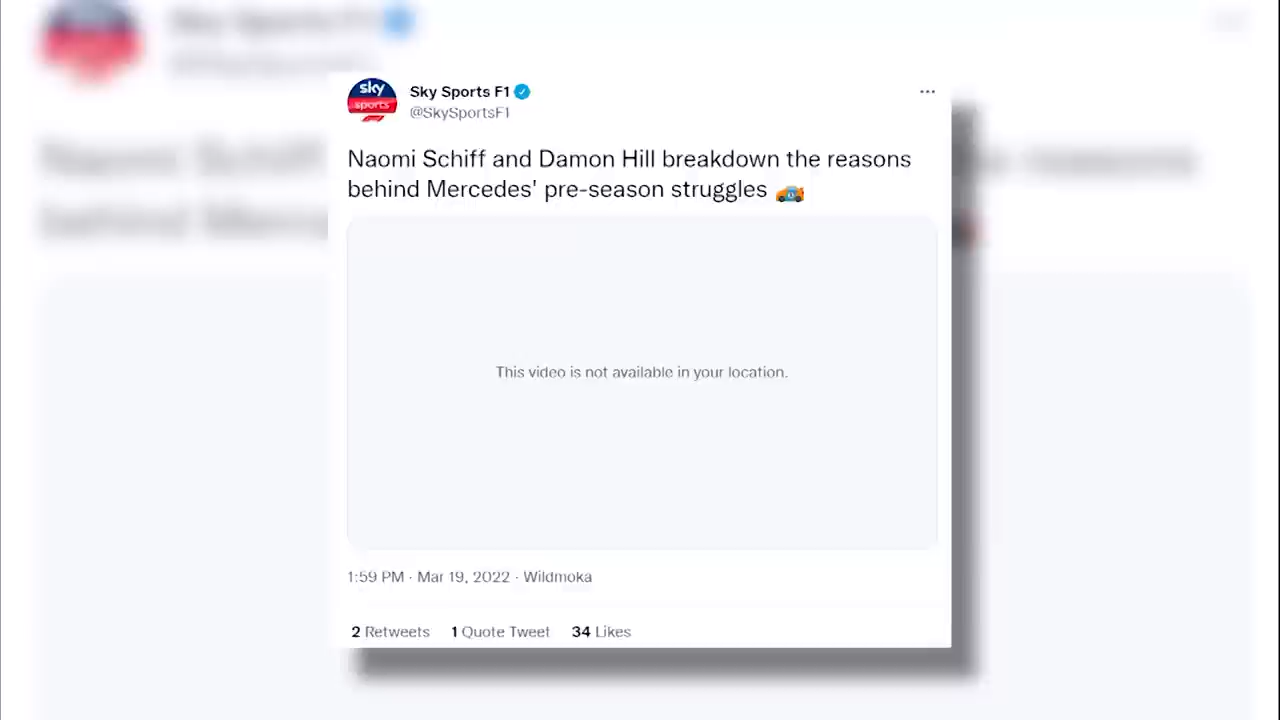 sky
sports
Sky Sports F1
@SkySportsF1
Naomi Schiff and Damon Hill breakdown the reasons
behind Mercedes' pre-season struggles
This video is not available in your location.
1:59 PM · Mar 19, 2022 · Wildmoka
2 Retweets 1 Quote Tweet 34 Likes